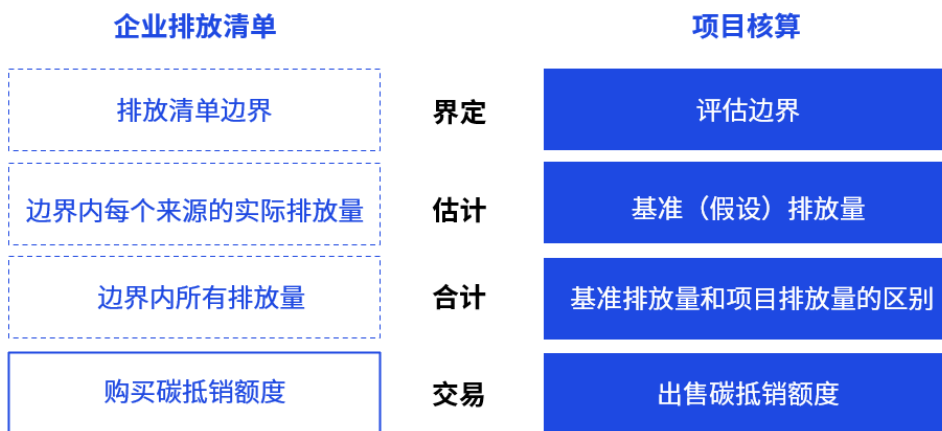 企业排放清单
项目核算
排放清单边界
界定
评估边界
边界内每个来源的实际排放量
估计
基准（假设）排放量
边界内所有排放量
合计
基准排放量和项目排放量的区别
购买碳抵销额度
交易
出售碳抵销额度